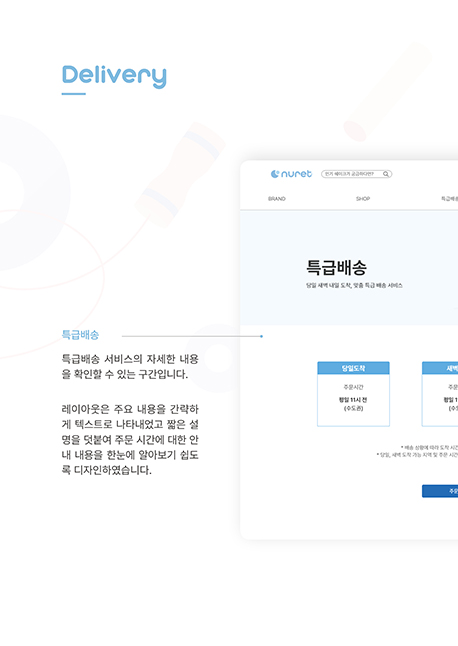 Delivery
nuret
인기 쉐이크가 궁금하다면?
BRAND
SHOP
특급배송
특급배송
당일 새벽 내일 도착, 맞춤 특급 배송 서비스
특급배송
특급배송 서비스의 자세한 내용
을 확인할 수 있는 구간입니다.
레이아웃은 주요 내용을 간략하
게 텍스트로 나타내었고 짧은 설
명을 덧붙여 주문 시간에 대한 안
내 내용을 한눈에 알아보기 쉽도
록 디자인하였습니다.
당일도착
주문시간
평일 11시 전
(수도권)
새벽
주문
평일 1
(수
* 배송 상황에 따라 도착 시간
* 당일, 새벽 도착 가능 지역 및 주문 시간
주문